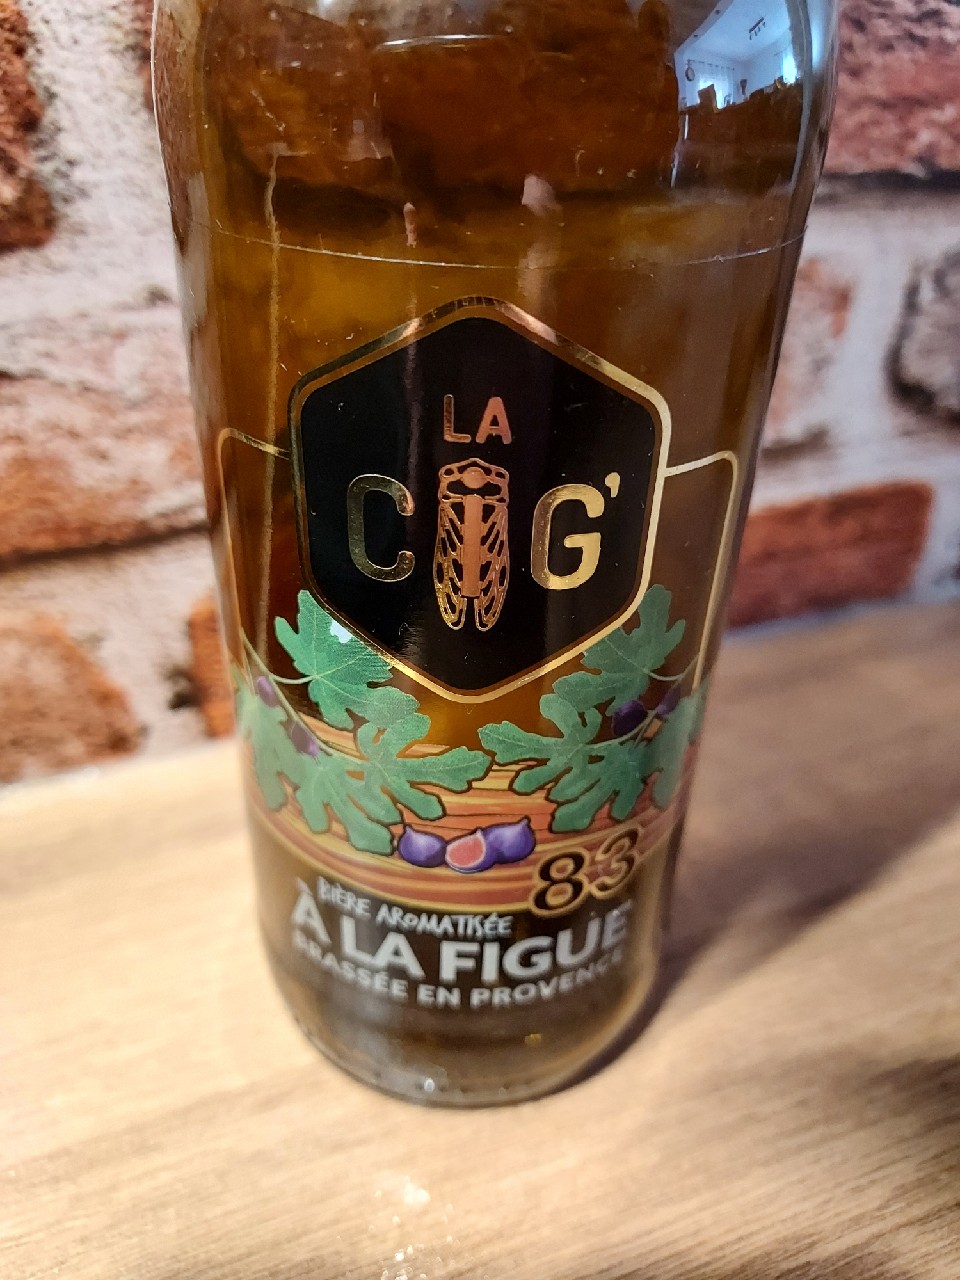 LA
CIG'
83
BIÈRE AROMATISÉE
À LA FIGUE
BRASSÉE EN PROVENCE